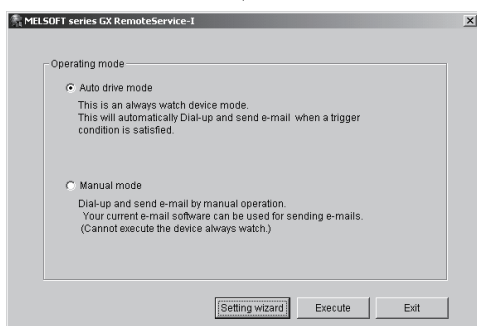 MELSOFT series GX RemoteService-I
Operating mode
Auto drive mode
This is an always watch device mode.
This will automatically Dial-up and send e-mail when a trigger
condition is satisfied.
Manual mode
Dial-up and send e-mail by manual operation.
Your current e-mail software can be used for sending e-mails.
(Cannot execute the device always watch.)
Setting wizard Execute Exit